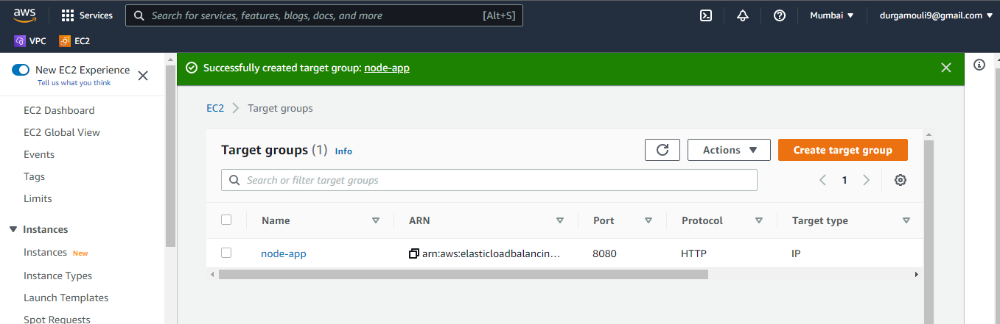 aws Services Search for services, features, blogs, docs, and more [Alt+S] Mumbai durgamouli9@gmail.com
VPC EC2
New EC2 Experience
Tell us what you think
EC2 Dashboard
EC2 Global View
Events
Tags
Limits
Instances
Instances New
Instance Types
Launch Templates
Spot Requests
Successfully created target group: node-app
EC2 Target groups
Target groups (1) Info Actions Create target group
Search or filter target groups 1
Name ARN Port Protocol Target type
node-app arn:aws:elasticloadbalancin... 8080 HTTP IP